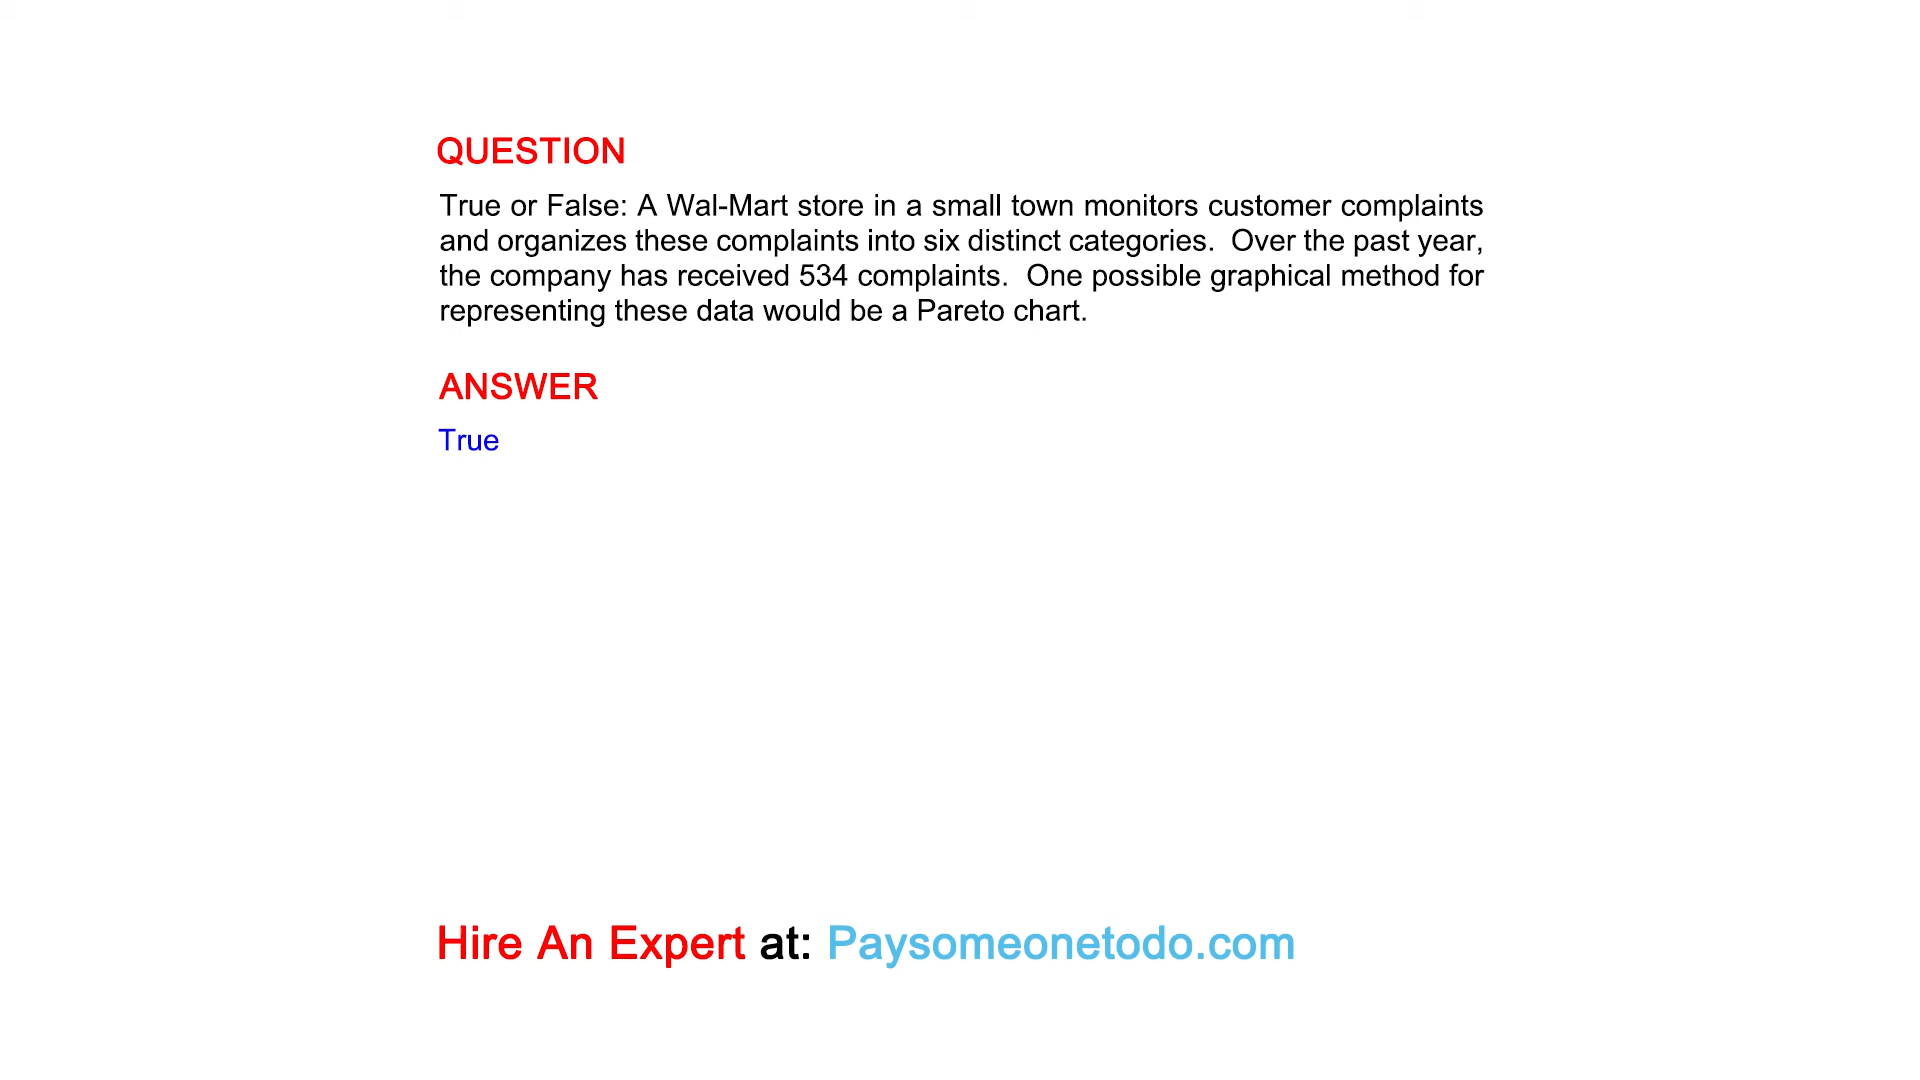 QUESTION
True or False: A Wal-Mart store in a small town monitors customer complaints
and organizes these complaints into six distinct categories.  Over the past year,
the company has received 534 complaints.  One possible graphical method for
representing these data would be a Pareto chart.
ANSWER
True
Hire An Expert at: Paysomeonetodo.com